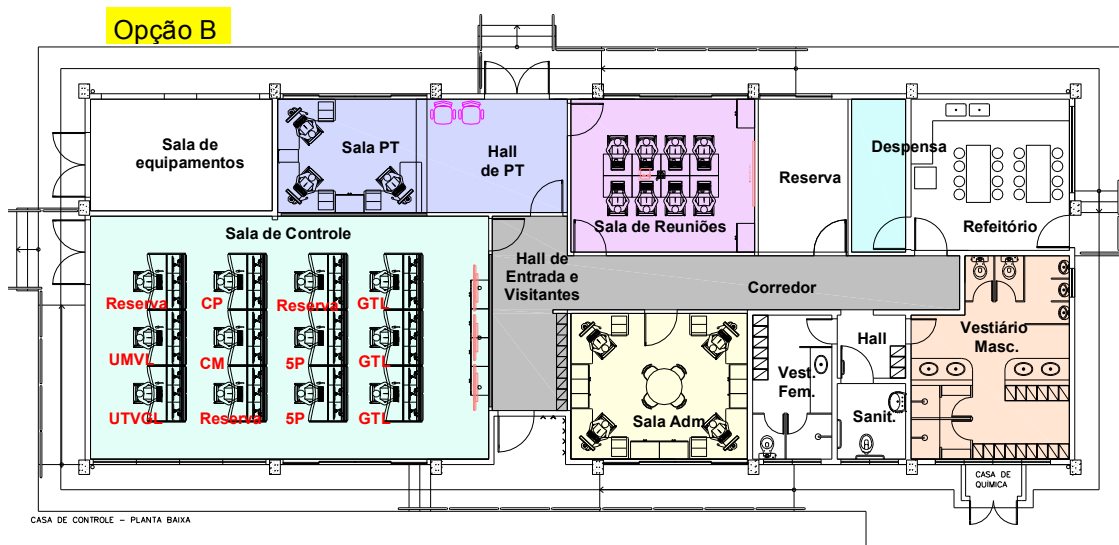 Opção B
Sala de
equipamentos
Sala PT
Hall
de PT
Sala de Reuniões
Reserva
Despensa
Refeitório
Sala de Controle
Hall de
Entrada e
Visitantes
Corredor
Reserva
CP
Reserva
GTL
UMVL
CM
5P
GTL
UTVGL
Reserva
5P
GTL
Sala Adm.
Vest.
Fem.
Hall
Sanit.
Vestiário
Masc.
CASA DE
QUÍMICA
CASA DE CONTROLE – PLANTA BAIXA